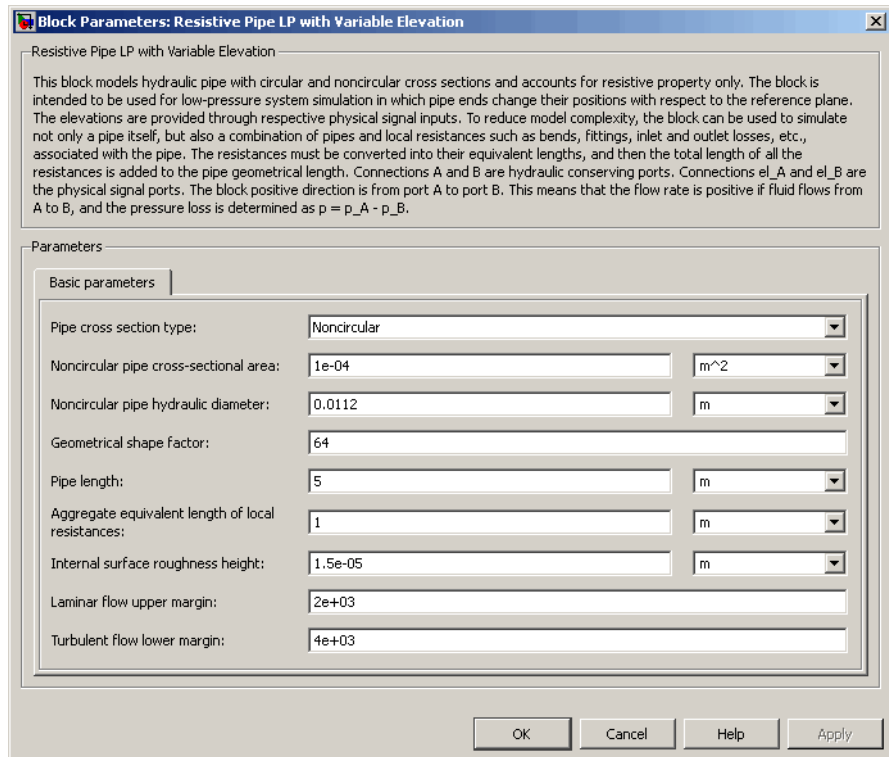 Block Parameters: Resistive Pipe LP with Variable Elevation
Resistive Pipe LP with Variable Elevation
This block models hydraulic pipe with circular and noncircular cross sections and accounts for resistive property only. The block is
intended to be used for low-pressure system simulation in which pipe ends change their positions with respect to the reference plane.
The elevations are provided through respective physical signal inputs. To reduce model complexity, the block can be used to simulate
not only a pipe itself, but also a combination of pipes and local resistances such as bends, fittings, inlet and outlet losses, etc.,
associated with the pipe. The resistances must be converted into their equivalent lengths, and then the total length of all the
resistances is added to the pipe geometrical length. Connections A and B are hydraulic conserving ports. Connections el_A and el_B are
the physical signal ports. The block positive direction is from port A to port B. This means that the flow rate is positive if fluid flows from
A to B, and the pressure loss is determined as p = p_A - p_B.
Parameters
Basic parameters
Pipe cross section type: Noncircular
Noncircular pipe cross-sectional area: 1e-04 m^2
Noncircular pipe hydraulic diameter: 0.0112 m
Geometrical shape factor: 64
Pipe length: 5 m
Aggregate equivalent length of local
resistances: 1 m
Internal surface roughness height: 1.5e-05 m
Laminar flow upper margin: 2e+03
Turbulent flow lower margin: 4e+03
OK Cancel Help Apply